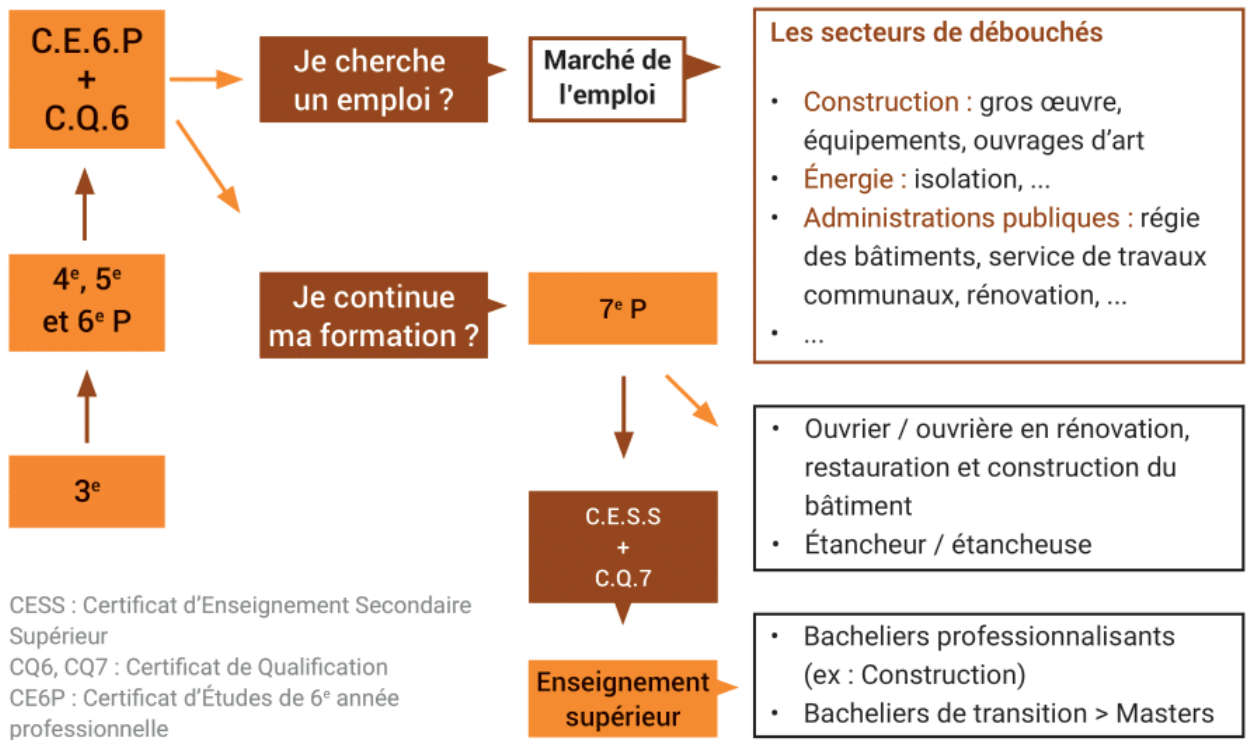 C.E.6.P
+
C.Q.6
Je cherche
un emploi ?
Marché de
l'emploi
Les secteurs de débouchés
• Construction : gros œuvre,
équipements, ouvrages d’art
• Énergie : isolation, ...
• Administrations publiques : régie
des bâtiments, service de travaux
communaux, rénovation, ...
• ...
4e, 5e
et 6e P
Je continue
ma formation ?
7e P
3e
• Ouvrier / ouvrière en rénovation,
restauration et construction du
bâtiment
• Étancheur / étancheuse
C.E.S.S
+
C.Q.7
Enseignement
supérieur
• Bacheliers professionnalisants
(ex : Construction)
• Bacheliers de transition > Masters
CESS : Certificat d’Enseignement Secondaire
Supérieur
CQ6, CQ7 : Certificat de Qualification
CE6P : Certificat d’Études de 6e année
professionnelle